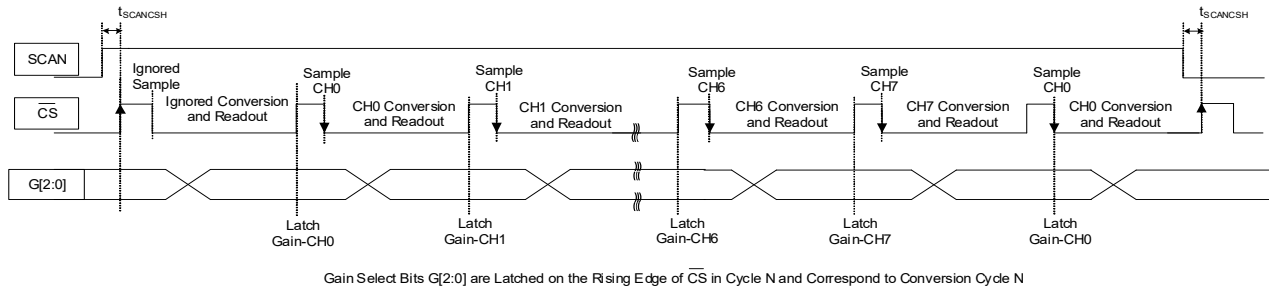 tSCANCSH
tSCANCSH
SCAN
Ignored
Sample
Sample
CH0
Sample
CH1
Sample
CH6
Sample
CH7
Sample
CH0
CS
Ignored Conversion
and Readout
CH0 Conversion
and Readout
CH1 Conversion
and Readout
CH6 Conversion
and Readout
CH7 Conversion
and Readout
CH0 Conversion
and Readout
G[2:0]
Latch
Gain-CH0
Latch
Gain-CH1
Latch
Gain-CH6
Latch
Gain-CH7
Latch
Gain-CH0
Gain Select Bits G[2:0] are Latched on the Rising Edge of CS in Cycle N and Correspond to Conversion Cycle N